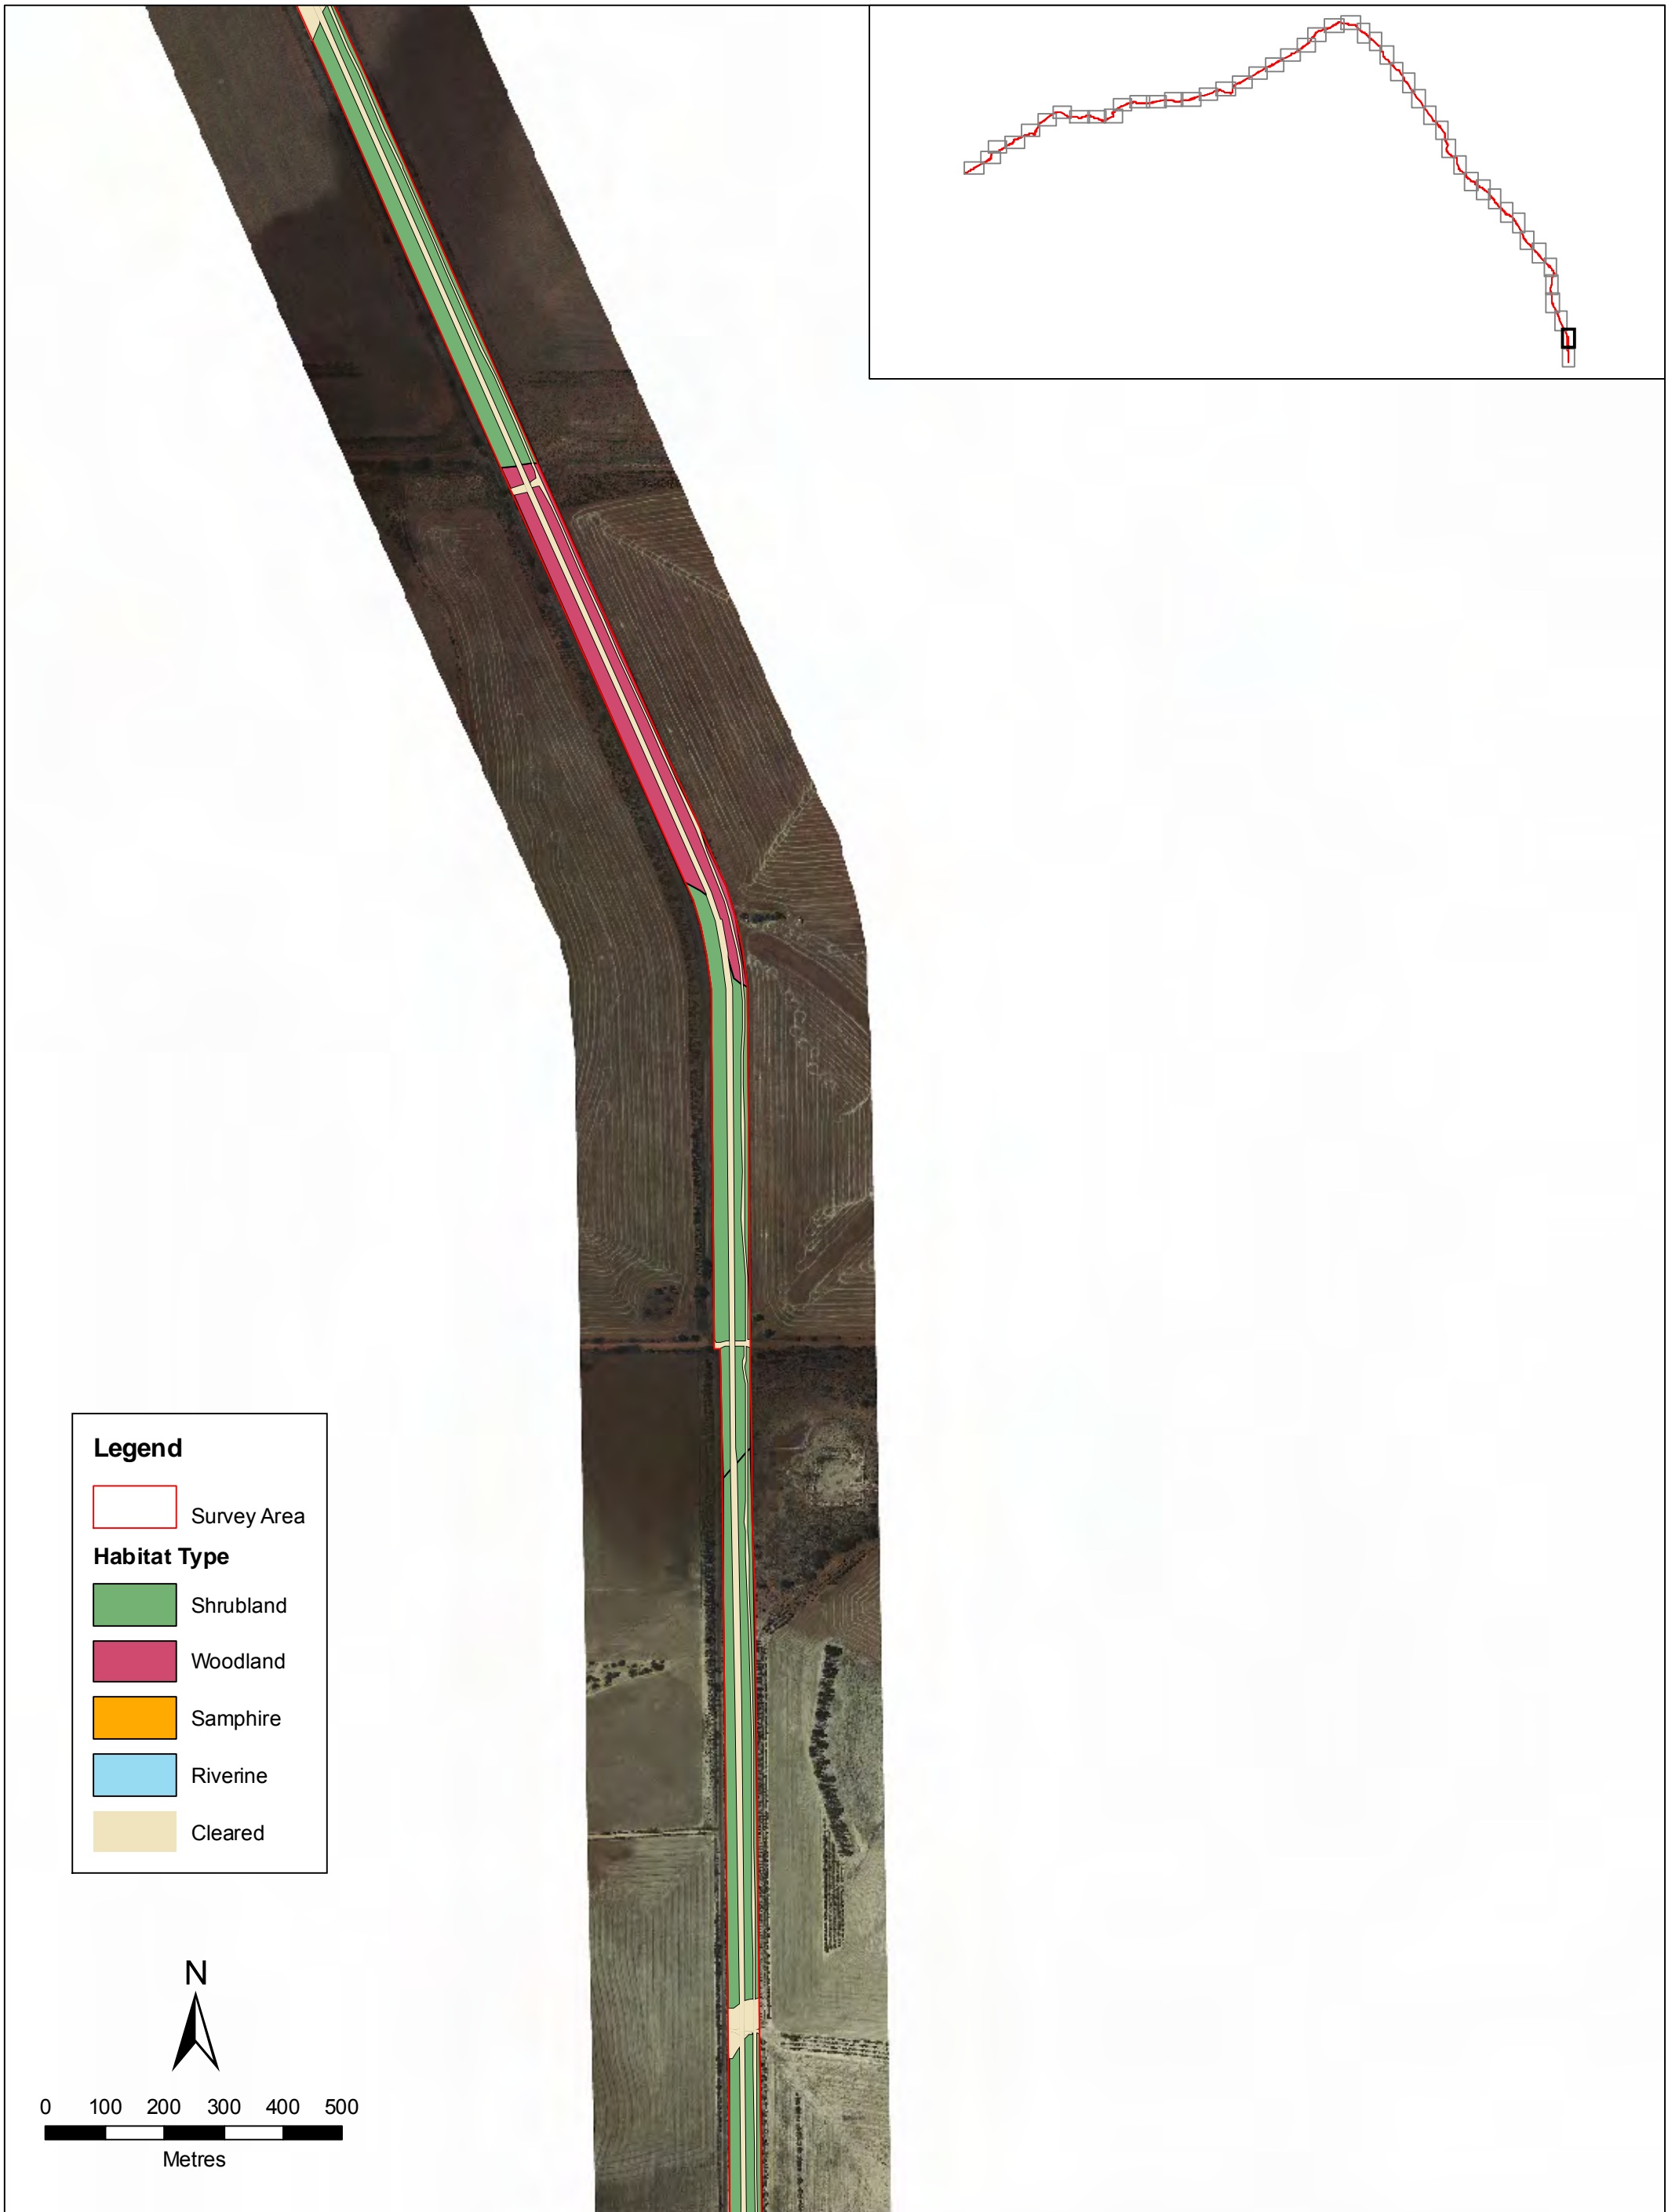 Legend
Survey Area
Habitat Type
Shrubland
Woodland
Samphire
Riverine
Cleared
N
0 100 200 300 400 500
Metres